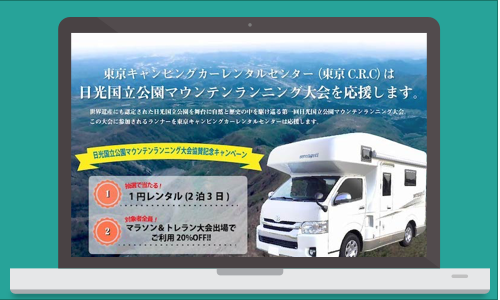 東京キャンピングカーレンタルセンター（東京C.R.C）は
日光国立公園マウンテンランニング大会を応援します。
世界遺産にも認定された日光国立公園を舞台に自然と歴史の中を駆け巡る第一回日光国立公園マウンテンランニング大会
この大会に参加されるランナーを東京キャンピングカーレンタルセンターは応援します。
日光国立公園マウンテンランニング大会協賛記念キャンペーン
1
抽選で当たる！
1円レンタル(2泊3日)
2
対象者全員！
マラソン＆トレラン大会出場で
ご利用20%OFF!!